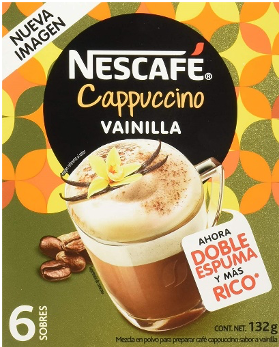 NUEVA
IMAGEN
NESCAFÉ®
Cappuccino
VAINILLA
AHORA
DOBLE
ESPUMA
Y MÁS
RICO*
6
SOBRES
CONT. NET. 132g
Mezcla en polvo para preparar café cappuccino sabor a vainilla